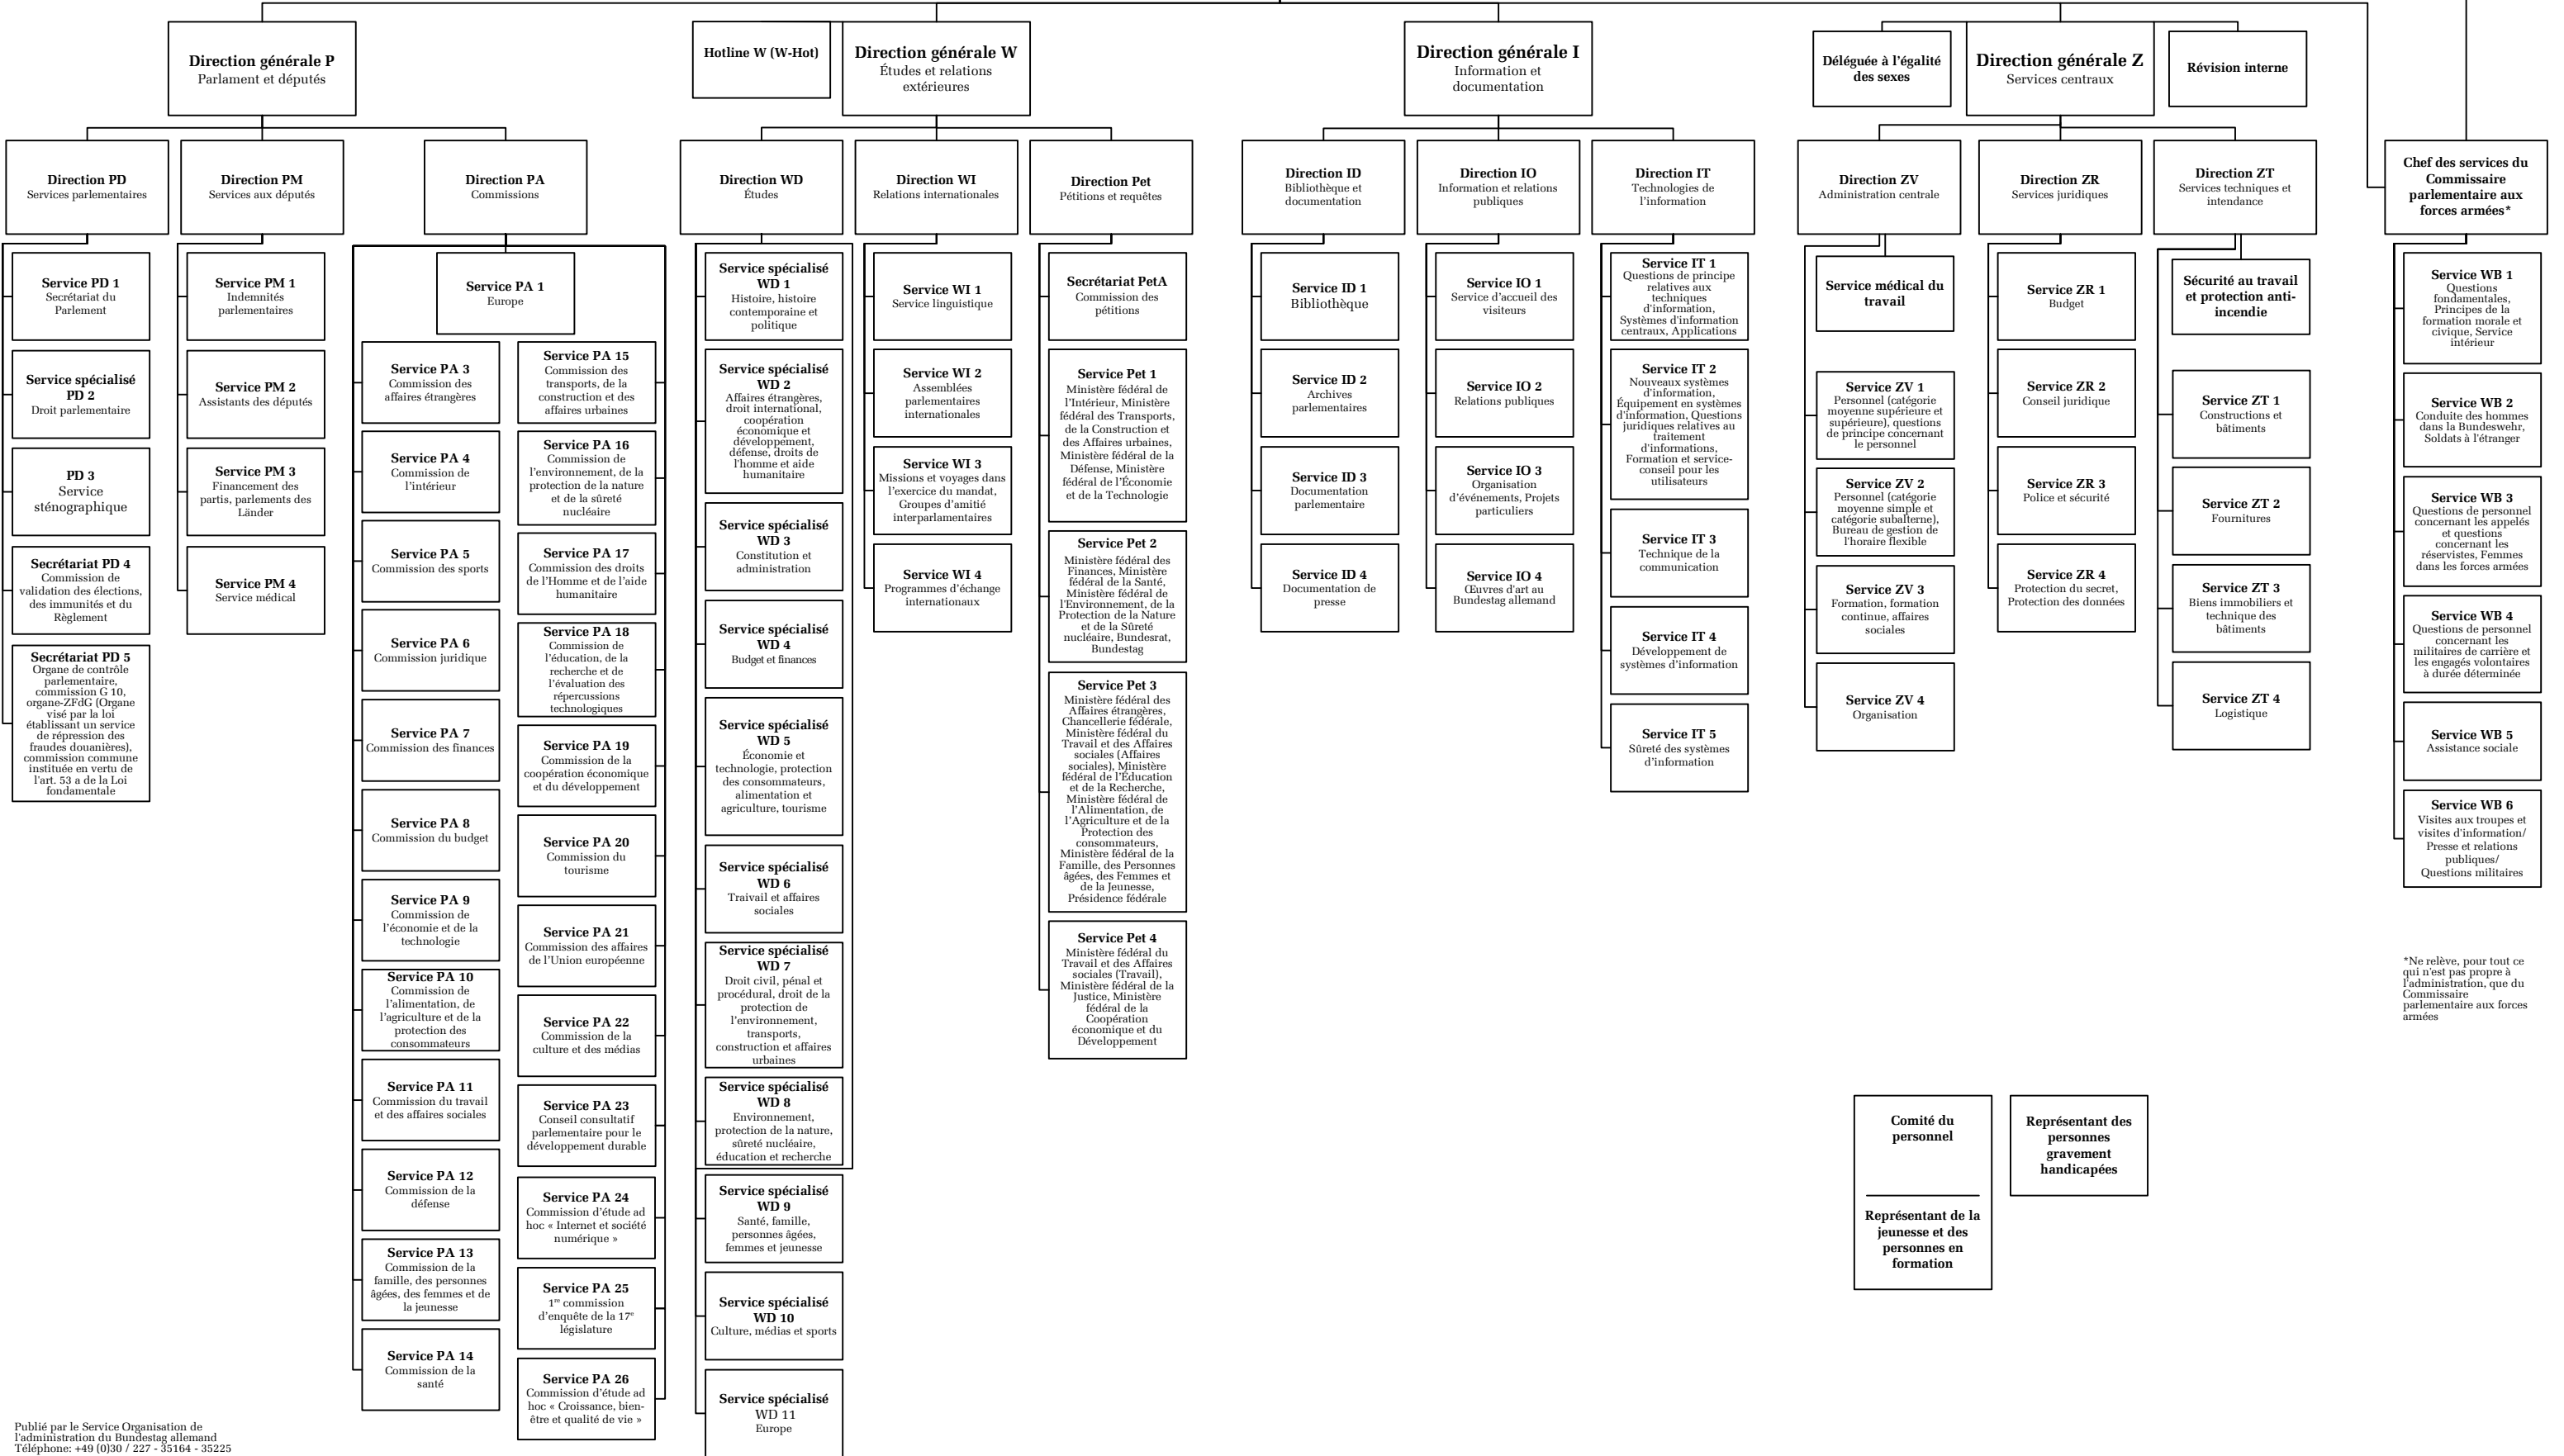 Direction générale P
Parlament et députés
Hotline W (W-Hot)
Direction générale W
Études et relations
extérieures
Direction générale I
Information et
documentation
Déléguée à l'égalité
des sexes
Direction générale Z
Services centraux
Révision interne
Direction PD
Services parlementaires
Direction PM
Services aux députés
Direction PA
Commissions
Direction WD
Études
Direction WI
Relations internationales
Direction Pet
Pétitions et requêtes
Direction ID
Bibliothèque et
documentation
Direction IO
Information et relations
publiques
Direction IT
Technologies de
l'information
Direction ZV
Administration centrale
Direction ZR
Services juridiques
Direction ZT
Services techniques et
intendance
Chef des services du
Commissaire
parlementaire aux
forces armées*
Service PD 1
Secrétariat du
Parlement
Service spécialisé
PD 2
Droit parlementaire
PD 3
Service
sténographique
Secrétariat PD 4
Commission de
validation des élections,
des immunités et du
Règlement
Secrétariat PD 5
Organe de contrôle
parlementaire,
commission G 10,
organe-ZFdG (Organe
visé par la loi
établissant un service
de répression des
fraudes douanières),
commission commune
instituée en vertu de
l'art. 53 a de la Loi
fondamentale
Service PM 1
Indemnités
parlementaires
Service PM 2
Assistants des députés
Service PM 3
Financement des
partis, parlements des
Länder
Service PM 4
Service médical
Service PA 1
Europe
Service PA 3
Commission des
affaires étrangères
Service PA 4
Commission de
l'intérieur
Service PA 5
Commission des sports
Service PA 6
Commission juridique
Service PA 7
Commission des finances
Service PA 8
Commission du budget
Service PA 9
Commission de
l'économie et de la
technologie
Service PA 10
Commission de
l'alimentation, de
l'agriculture et de la
protection des
consommateurs
Service PA 11
Commission du travail
et des affaires sociales
Service PA 12
Commission de la
défense
Service PA 13
Commission de la
famille, des personnes
âgées, des femmes et de
la jeunesse
Service PA 14
Commission de la
santé
Service PA 15
Commission des
transports, de la
construction et des
affaires urbaines
Service PA 16
Commission de
l'environnement, de la
protection de la nature
et de la sûreté
nucléaire
Service PA 17
Commission des droits
de l'Homme et de l'aide
humanitaire
Service PA 18
Commission de
l'éducation, de la
recherche et de
l'évaluation des
répercussions
technologiques
Service PA 19
Commission de la
coopération économique
et du développement
Service PA 20
Commission du
tourisme
Service PA 21
Commission des affaires
de l'Union européenne
Service PA 22
Commission de la
culture et des médias
Service PA 23
Conseil consultatif
parlementaire pour le
développement durable
Service PA 24
Commission d'étude ad
hoc « Internet et société
numérique »
Service PA 25
1re commission
d'enquête de la 17e
législature
Service PA 26
Commission d'étude ad
hoc « Croissance, bien-
être et qualité de vie »
Service spécialisé
WD 1
Histoire, histoire
contemporaine et
politique
Service spécialisé
WD 2
Affaires étrangères,
droit international,
coopération
économique et
développement,
défense, droits de
l'homme et aide
humanitaire
Service spécialisé
WD 3
Constitution et
administration
Service spécialisé
WD 4
Budget et finances
Service spécialisé
WD 5
Économie et
technologie, protection
des consommateurs,
alimentation et
agriculture, tourisme
Service spécialisé
WD 6
Traivail et affaires
sociales
Service spécialisé
WD 7
Droit civil, pénal et
procédural, droit de la
protection de
l'environnement,
transports,
construction et affaires
urbaines
Service spécialisé
WD 8
Environnement,
protection de la nature,
sûreté nucléaire,
éducation et recherche
Service spécialisé
WD 9
Santé, famille,
personnes âgées,
femmes et jeunesse
Service spécialisé
WD 10
Culture, médias et sports
Service spécialisé
WD 11
Europe
Service WI 1
Service linguistique
Service WI 2
Assemblées
parlementaires
internationales
Service WI 3
Missions et voyages dans
l'exercice du mandat,
Groupes d'amitié
interparlamentaires
Service WI 4
Programmes d'échange
internationaux
Secrétariat PetA
Commission des
pétitions
Service Pet 1
Ministère fédéral de
l'Intérieur, Ministère
fédéral des Transports,
de la Construction et
des Affaires urbaines,
Ministère fédéral de la
Défense, Ministère
fédéral de l'Économie
et de la Technologie
Service Pet 2
Ministère fédéral des
Finances, Ministère
fédéral de la Santé,
Ministère fédéral de
l'Environnement, de la
Protection de la Nature
et de la Sûreté
nucléaire, Bundesrat,
Bundestag
Service Pet 3
Ministère fédéral des
Affaires étrangères,
Chancellerie fédérale,
Ministère fédéral du
Travail et des Affaires
sociales (Affaires
sociales), Ministère
fédéral de l'Éducation
et de la Recherche,
Ministère fédéral de
l'Alimentation, de
l'Agriculture et de la
Protection des
consommateurs,
Ministère fédéral de la
Famille, des Personnes
âgées, des Femmes et
de la Jeunesse,
Présidence fédérale
Service Pet 4
Ministère fédéral du
Travail et des Affaires
sociales (Travail),
Ministère fédéral de la
Justice, Ministère
fédéral de la
Coopération
économique et du
Développement
Service ID 1
Bibliothèque
Service ID 2
Archives
parlementaires
Service ID 3
Documentation
parlementaire
Service ID 4
Documentation de
presse
Service IO 1
Service d'accueil des
visiteurs
Service IO 2
Relations publiques
Service IO 3
Organisation
d'événements, Projets
particuliers
Service IO 4
Œuvres d'art au
Bundestag allemand
Service IT 1
Questions de principe
relatives aux
techniques
d'information,
Systèmes d'information
centraux, Applications
Service IT 2
Nouveaux systèmes
d'information,
Équipement en systèmes
d'information, Questions
juridiques relatives au
traitement
d'informations,
Formation et service-
conseil pour les
utilisateurs
Service IT 3
Technique de la
communication
Service IT 4
Développement de
systèmes d'information
Service IT 5
Sûreté des systèmes
d'information
Service médical du
travail
Service ZV 1
Personnel (catégorie
moyenne supérieure et
supérieure), questions
de principe concernant
le personnel
Service ZV 2
Personnel (catégorie
moyenne simple et
catégorie subalterne),
Bureau de gestion de
l'horaire flexible
Service ZV 3
Formation, formation
continue, affaires
sociales
Service ZV 4
Organisation
Service ZR 1
Budget
Service ZR 2
Conseil juridique
Service ZR 3
Police et sécurité
Service ZR 4
Protection du secret,
Protection des données
Sécurité au travail
et protection anti-
incendie
Service ZT 1
Constructions et
bâtiments
Service ZT 2
Fournitures
Service ZT 3
Biens immobiliers et
technique des
bâtiments
Service ZT 4
Logistique
Service WB 1
Questions
fondamentales,
Principes de la
formation morale et
civique, Service
intérieur
Service WB 2
Conduite des hommes
dans la Bundeswehr,
Soldats à l'étranger
Service WB 3
Questions de personnel
concernant les appelés
et questions
concernant les
réservistes, Femmes
dans les forces armées
Service WB 4
Questions de personnel
concernant les
militaires de carrière et
les engagés volontaires
à durée déterminée
Service WB 5
Assistance sociale
Service WB 6
Visites aux troupes et
visites d'information/
Presse et relations
publiques/
Questions militaires
*Ne relève, pour tout ce
qui n'est pas propre à
l'administration, que du
Commissaire
parlementaire aux forces
armées
Comité du
personnel
Représentant de la
jeunesse et des
personnes en
formation
Représentant des
personnes
gravement
handicapées
Publié par le Service Organisation de
l'administration du Bundestag allemand
Téléphone: +49 (0)30 / 227 - 35164 - 35225